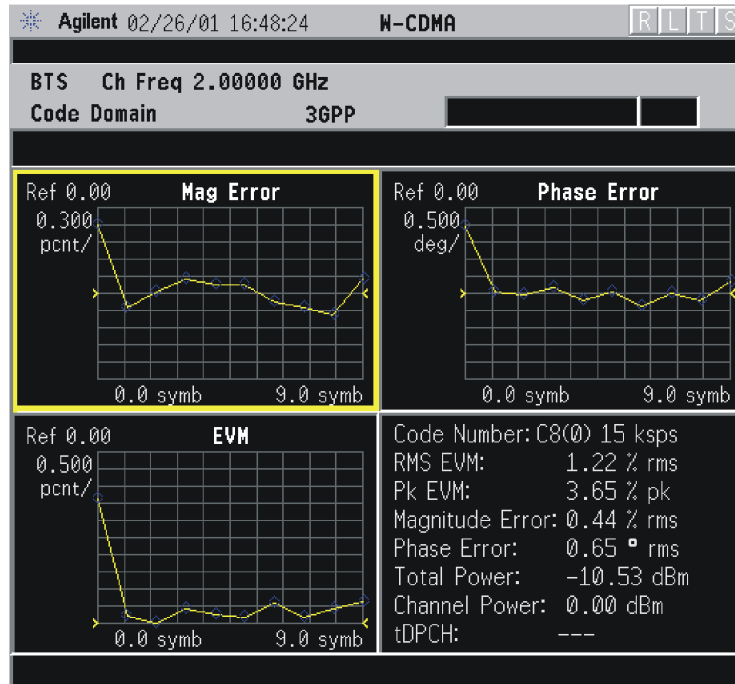 Agilent 02/26/01 16:48:24 W-CDMA R L T S
BTS Ch Freq 2.00000 GHz
Code Domain 3GPP
Ref 0.00 Mag Error
0.300
pcnt/
0.0 symb 9.0 symb
Ref 0.00 Phase Error
0.500
deg/
0.0 symb 9.0 symb
Ref 0.00 EVM
0.500
pcnt/
0.0 symb 9.0 symb
Code Number: C8(0) 15 ksps
RMS EVM: 1.22 % rms
Pk EVM: 3.65 % pk
Magnitude Error: 0.44 % rms
Phase Error: 0.65 ° rms
Total Power: -10.53 dBm
Channel Power: 0.00 dBm
tDPCH: ---